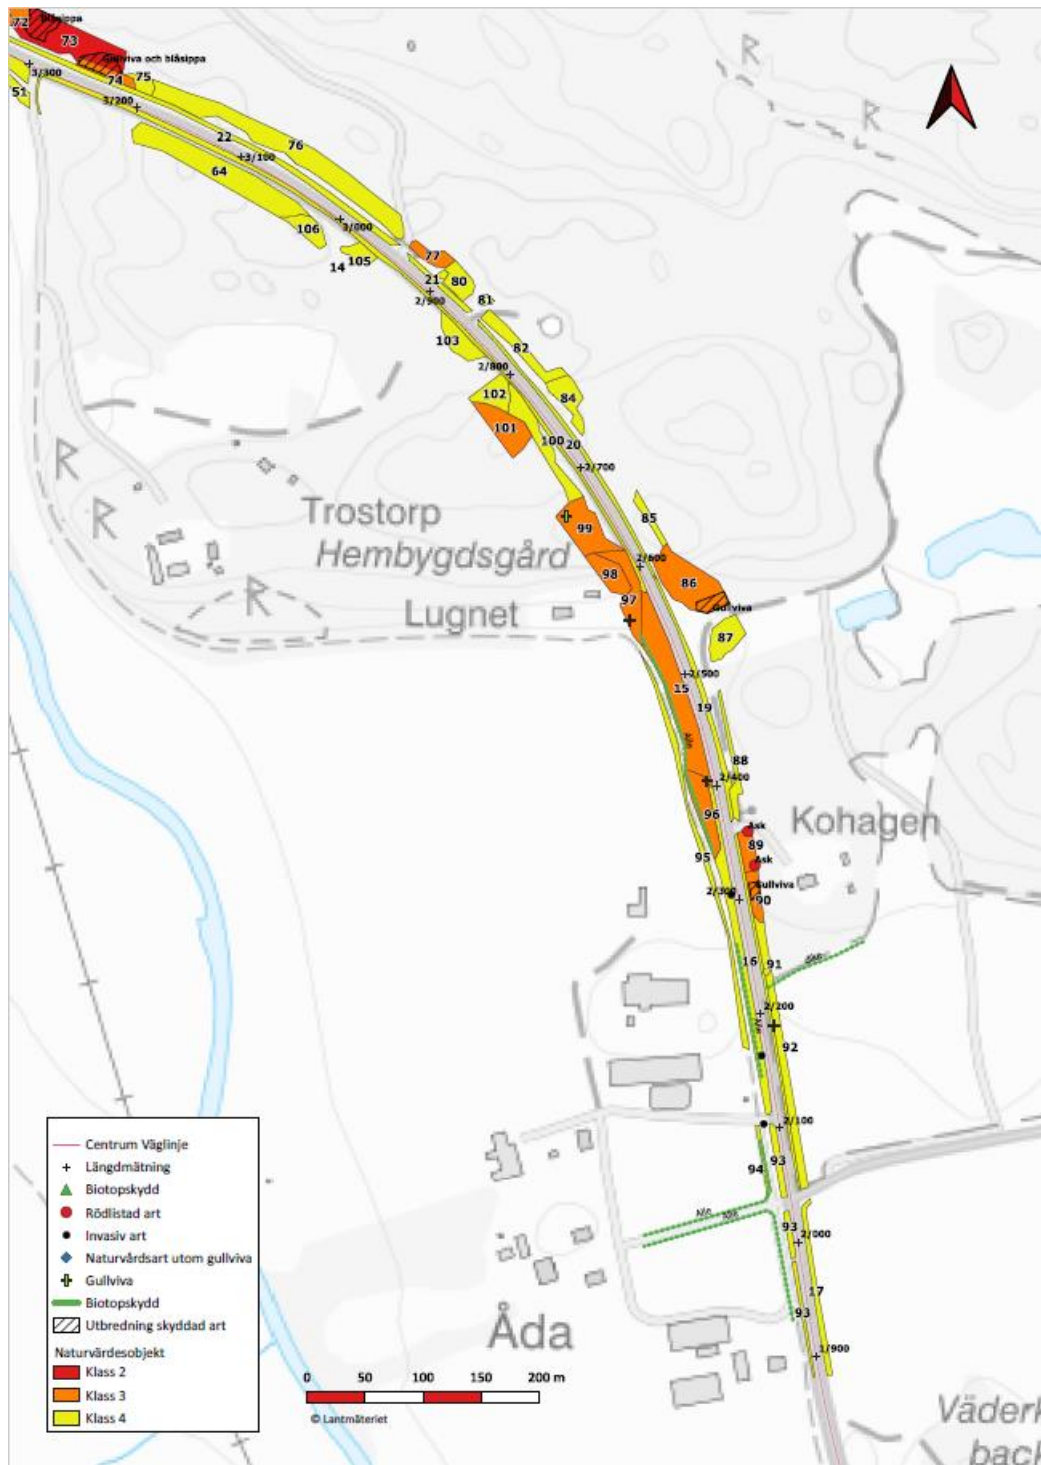 72
Blåsippa
73
Gullviva och blåsippa
3/300
74
75
51
3/200
22
76
3/100
64
106
3/000
105
14
77
21
80
2/900
81
103
82
2/800
102
84
101
100
20
2/700
Trostorp
Hembygdsgård
85
99
2/600
98
86
97
Gullviva
Lugnet
87
2/500
15
19
Alle
88
2/400
96
Kohagen
Ask
89
95
Ask
Gullviva
2/300
90
16
91
Alle
2/200
Alle
92
2/100
93
94
Alle
Alle
93
2/000
17
93
Åda
1/900
Väderk
back
Centrum Väglinje
Längdmätning
Biotopskydd
Rödlistad art
Invasiv art
Naturvårdsart utom gullviva
Gullviva
Biotopskydd
Utbredning skyddad art
Naturvärdesobjekt
Klass 2
Klass 3
Klass 4
0 50 100 150 200 m
© Lantmäteriet
R
R
R
R
R